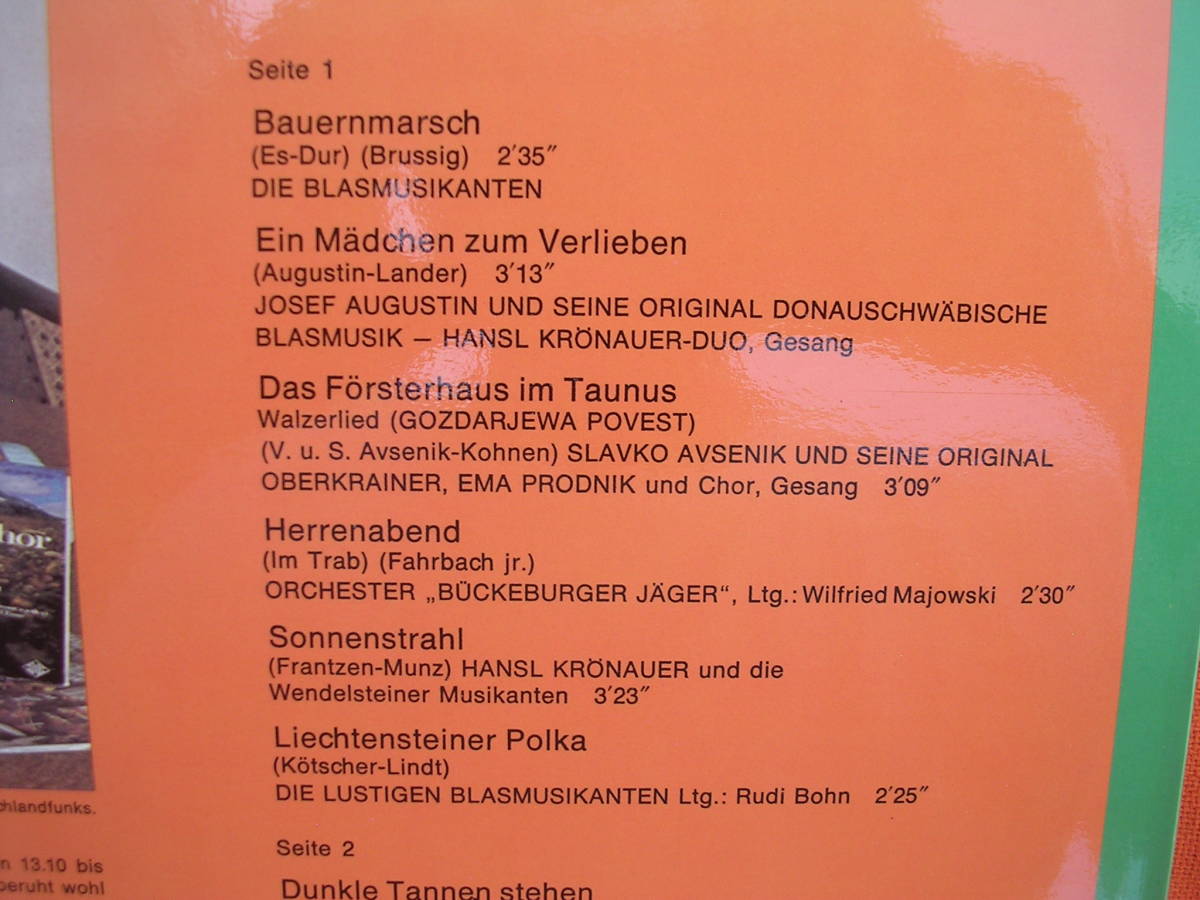 Seite 1
Bauernmarsch
(Es-Dur) (Brussig) 2'35"
DIE BLASMUSIKANTEN
Ein Mädchen zum Verlieben
(Augustin-Lander) 3'13"
JOSEF AUGUSTIN UND SEINE ORIGINAL DONAUSCHWÄBISCHE
BLASMUSIK – HANSL KRÖNAUER-DUO, Gesang
Das Försterhaus im Taunus
Walzerlied (GOZDARJEWA POVEST)
(V. u. S. Avsenik-Kohnen) SLAVKO AVSENIK UND SEINE ORIGINAL
OBERKRAINER, EMA PRODNIK und Chor, Gesang 3'09"
Herrenabend
(Im Trab) (Fahrbach jr.)
ORCHESTER „BÜCKEBURGER JÄGER“, Ltg.: Wilfried Majowski 2'30"
Sonnenstrahl
(Frantzen-Munz) HANSL KRÖNAUER und die
Wendelsteiner Musikanten 3'23"
Liechtensteiner Polka
(Kötscher-Lindt)
DIE LUSTIGEN BLASMUSIKANTEN Ltg.: Rudi Bohn 2'25"
Seite 2
Dunkle Tannen stehen
hor
chlandfunks.
n 13.10 bis
beruht wohl